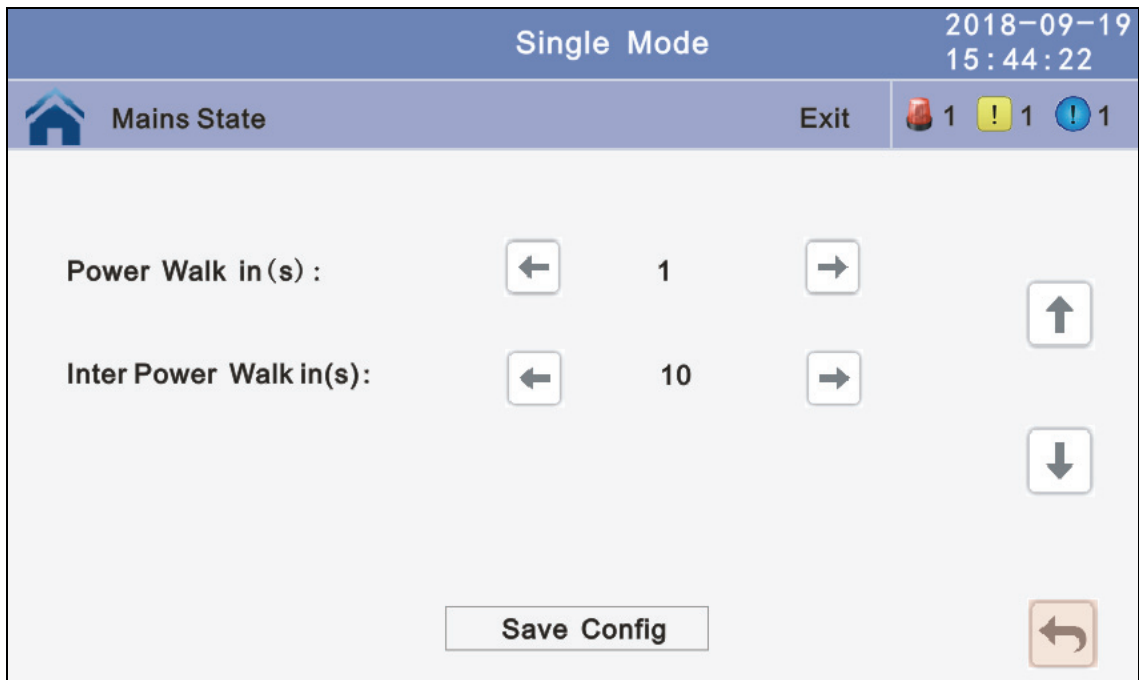 Single Mode
2018-09-19
15:44:22
Mains State Exit 1 ! 1 ! 1
Power Walk in(s): 1
Inter Power Walk in(s): 10
Save Config